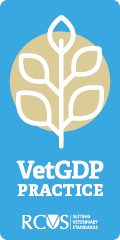 VetGDP
PRACTICE
RCVS
SETTING
VETERINARY
STANDARDS